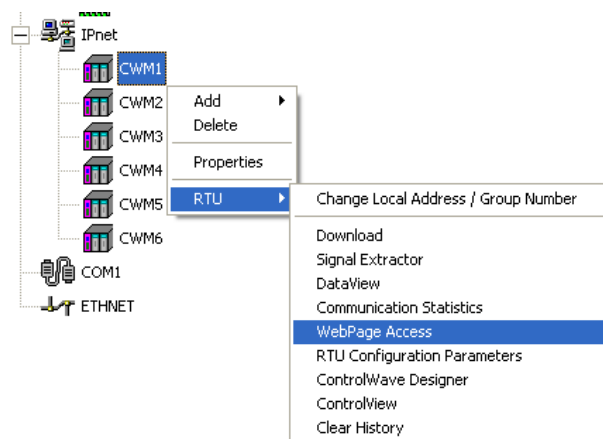 IPnet
CWM1
CWM2
CWM3
CWM4
CWM5
CWM6
COM1
ETHNET
Add
Delete
Properties
RTU
Change Local Address / Group Number
Download
Signal Extractor
DataView
Communication Statistics
WebPage Access
RTU Configuration Parameters
ControlWave Designer
ControlView
Clear History